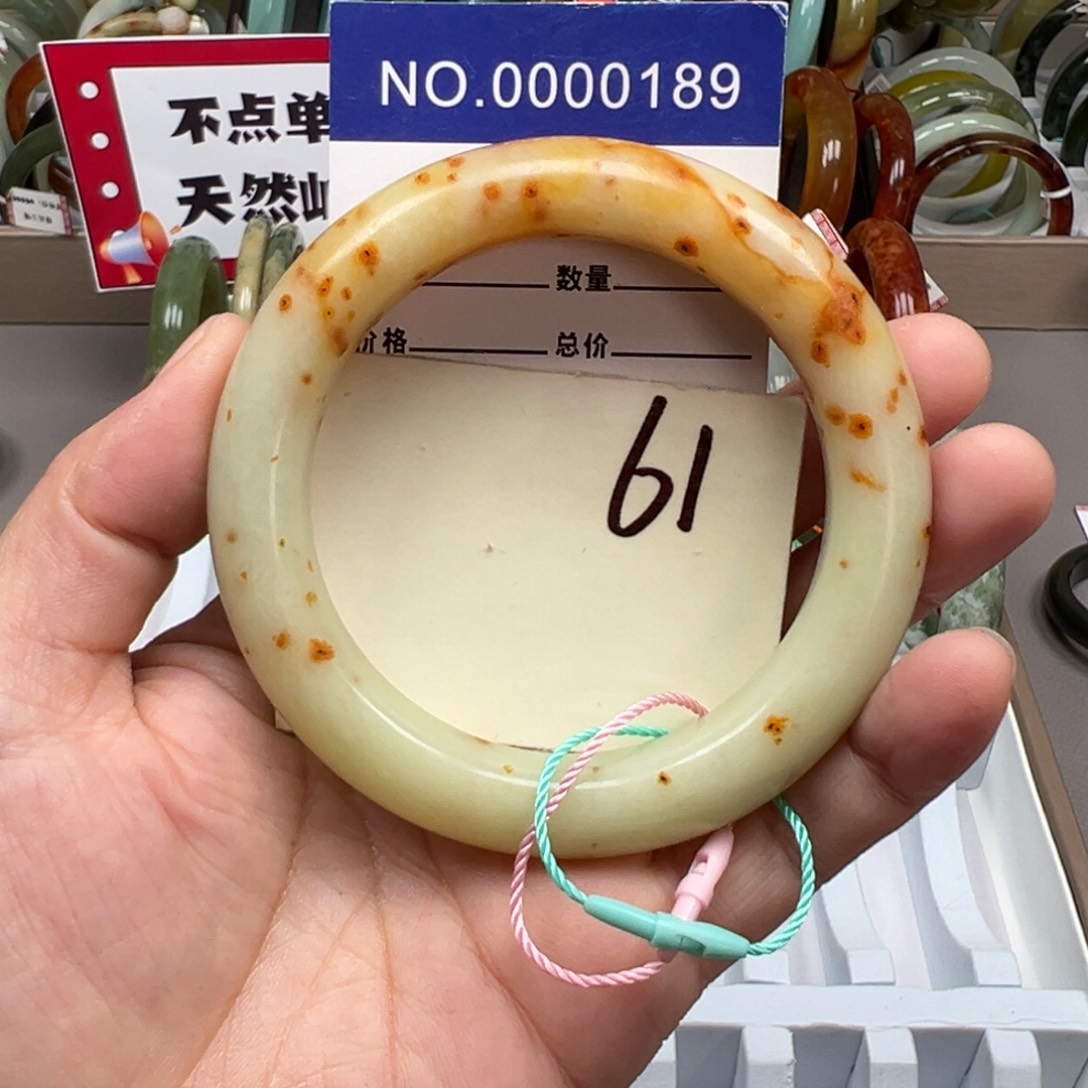 NO.0000189
不点单
天然
数量
价格
总价
61